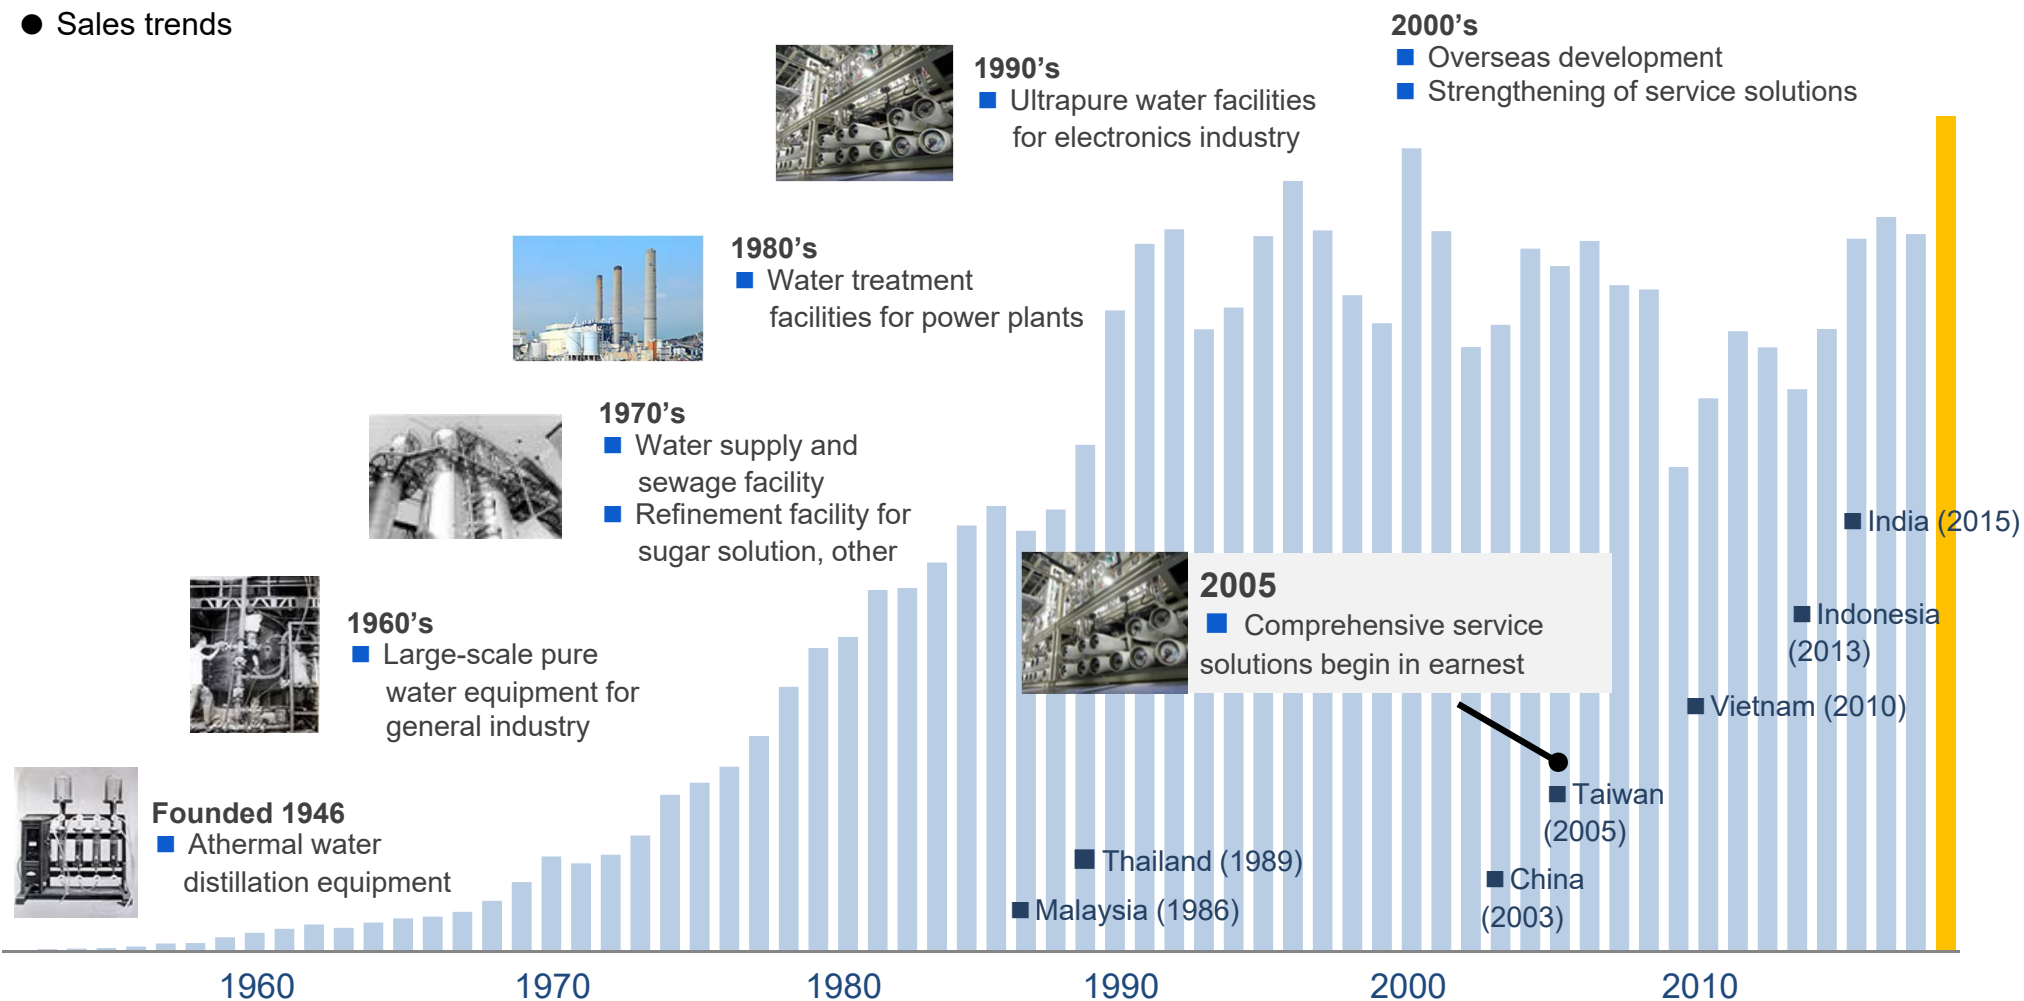 ● Sales trends
2000's
■ Overseas development
■ Strengthening of service solutions
1990's
■ Ultrapure water facilities
for electronics industry
1980's
■ Water treatment
facilities for power plants
1970's
■ Water supply and
sewage facility
■ Refinement facility for
sugar solution, other
1960's
■ Large-scale pure
water equipment for
general industry
Founded 1946
■ Athermal water
distillation equipment
2005
■ Comprehensive service
solutions begin in earnest
■ India (2015)
■ Indonesia
(2013)
■ Vietnam (2010)
■ Taiwan
(2005)
■ China
(2003)
■ Thailand (1989)
■ Malaysia (1986)
1960 1970 1980 1990 2000 2010